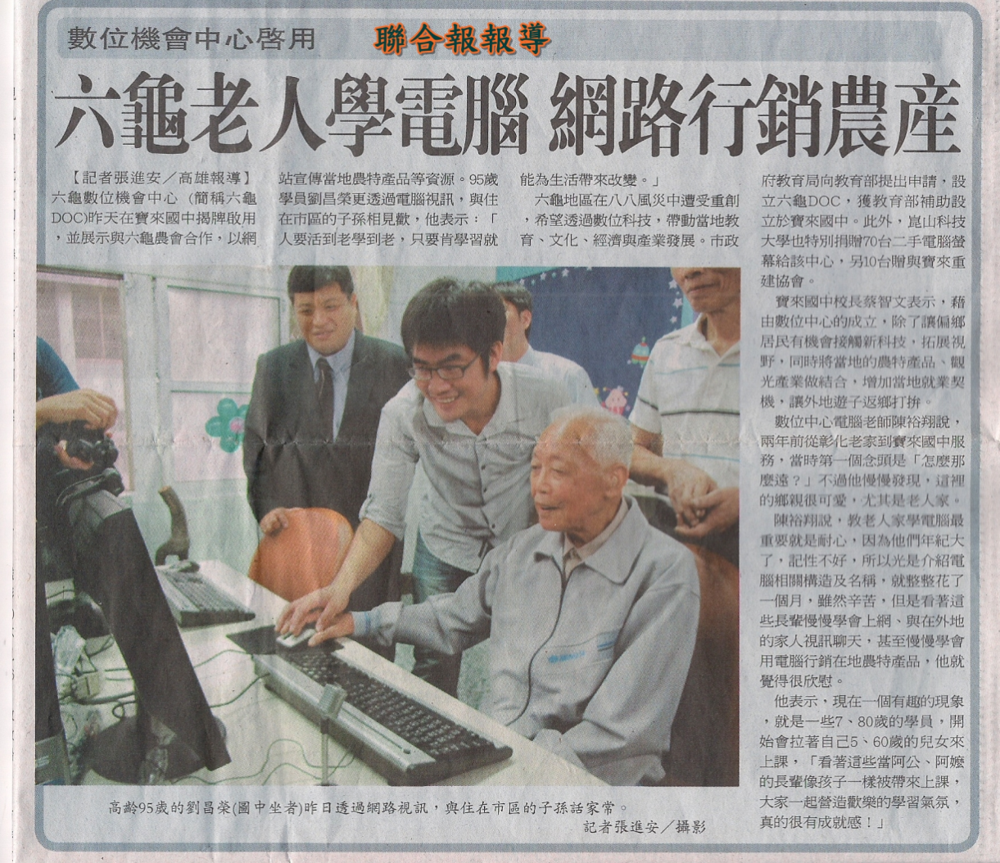 數位機會中心啓用
聯合報報導
六龜老人學電腦 網路行銷農産
【記者張進安／高雄報導】
六龜數位機會中心（簡稱六龜
DOC)昨天在寶來國中揭牌啟用
，並展示與六龜農會合作，以網
站宣傳當地農特產品等資源。95歲
學員劉昌榮更透過電腦視訊，與住
在市區的子孫相見歡，他表示：「
人要活到老學到老，只要肯學習就
能為生活帶來改變。」
六龜地區在八八風災中遭受重創
，希望透過數位科技，帶動當地教
育、文化、經濟與產業發展。市政
府教育局向教育部提出申請，設
立六龜DOC，獲教育部補助設
立於寶來國中。此外，崑山科技
大學也特別捐贈70台二手電腦螢
幕給該中心，另10台贈與寶來重
建協會。
寶來國中校長蔡智文表示，藉
由數位中心的成立，除了讓偏鄉
居民有機會接觸新科技，拓展視
野，同時將當地的農特產品、觀
光產業做結合，增加當地就業契
機，讓外地遊子返鄉打拚。
數位中心電腦老師陳裕翔說，
兩年前從彰化老家到寶來國中服
務，當時第一個念頭是「怎麼那
麼遠？」不過他慢慢發現，這裡
的鄉親很可愛，尤其是老人家。
陳裕翔說，教老人家學電腦最
重要就是耐心，因為他們年紀大
了，記性不好，所以光是介紹電
腦相關構造及名稱，就整整花了
一個月，雖然辛苦，但是看著這
些長輩慢慢學會上網、與在外地
的家人視訊聊天，甚至慢慢學會
用電腦行銷在地農特產品，他就
覺得很欣慰。
他表示，現在一個有趣的現象
，就是一些7、80歲的學員，開
始會拉著自己5、60歲的兒女來
上課，「看著這些當阿公、阿嬤
的長輩像孩子一樣被帶來上課，
大家一起營造歡樂的學習氣氛，
真的很有成就感！」
高齡95歲的劉昌榮(圖中坐者)昨日透過網路視訊，與住在市區的子孫話家常。
記者張進安／攝影